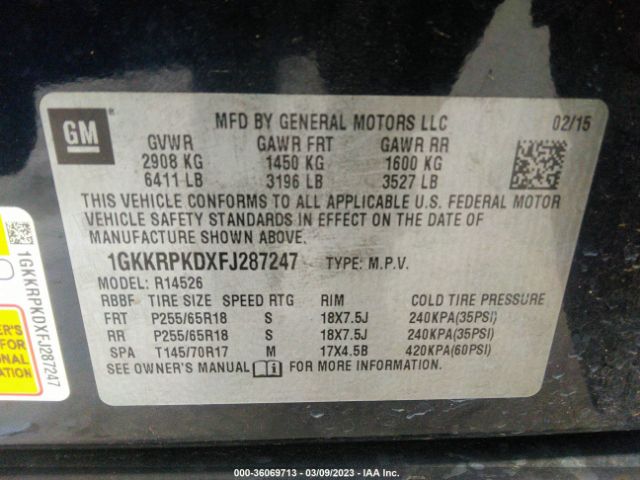 GM
MFD BY GENERAL MOTORS LLC 02/15
GVWR GAWR FRT GAWR RR
2908 KG 1450 KG 1600 KG
6411 LB 3196 LB 3527 LB
THIS VEHICLE CONFORMS TO ALL APPLICABLE U.S. FEDERAL MOTOR
VEHICLE SAFETY STANDARDS IN EFFECT ON THE DATE OF
MANUFACTURE SHOWN ABOVE.
1GKKRPKDXFJ287247 TYPE: M.P.V.
MODEL: R14526
RBBF TIRE SIZE SPEED RTG RIM COLD TIRE PRESSURE
FRT P255/65R18 S 18X7.5J 240KPA(35PSI)
RR P255/65R18 S 18X7.5J 240KPA(35PSI)
SPA T145/70R17 M 17X4.5B 420KPA(60PSI)
SEE OWNER'S MANUAL FOR MORE INFORMATION.
1GKKRPKDXFJ287247
ER'S
FOR
ONAL
ATION
000-36069713 - 03/09/2023 - IAA Inc.